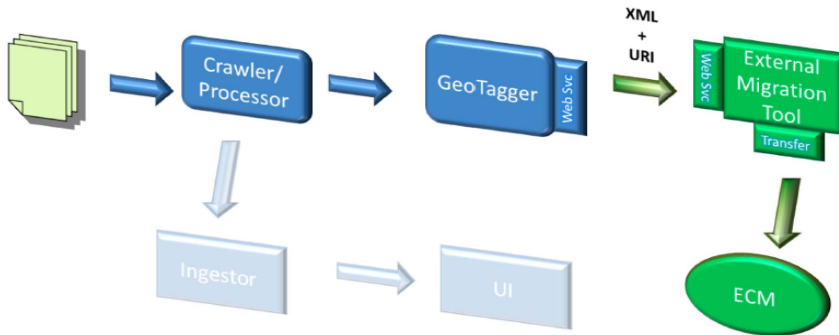 XML
+
URI
Crawler/
Processor
GeoTagger
Web Svc
Web Svc
External
Migration
Tool
Transfer
Ingestor
UI
ECM